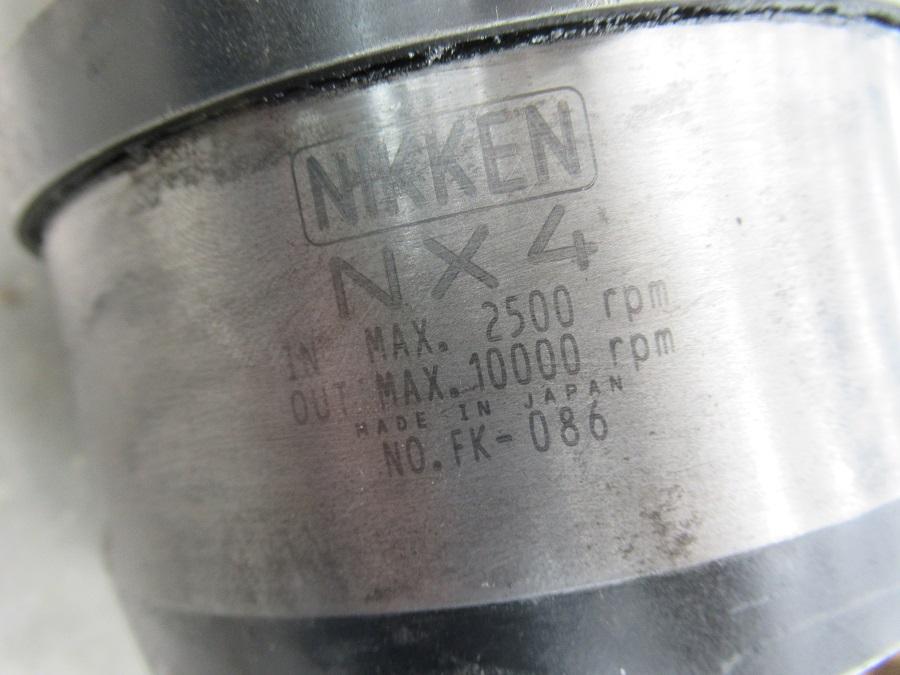 NIKKEN
NX4
IN MAX. 2500 rpm
OUT MAX. 10000 rpm
MADE IN JAPAN
NO. FK-086